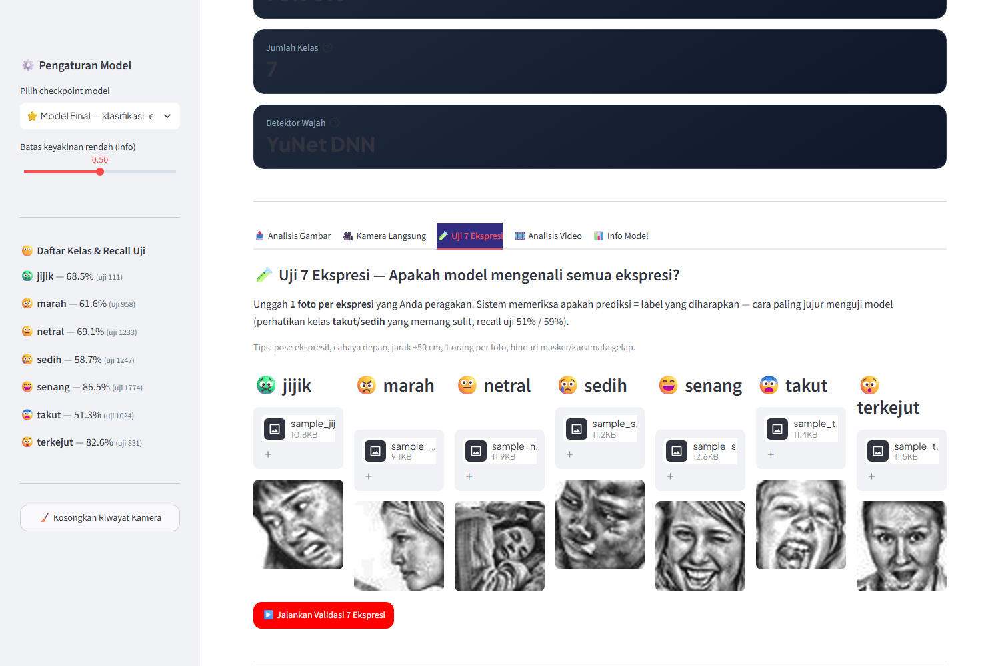 Pengaturan Model
Pilih checkpoint model
Model Final — klasifikasi-e
Batas keyakinan rendah (info)
0.50
Daftar Kelas & Recall Uji
jijik — 68.5% (uji 111)
marah — 61.6% (uji 958)
netral — 69.1% (uji 1233)
sedih — 58.7% (uji 1247)
senang — 86.5% (uji 1774)
takut — 51.3% (uji 1024)
terkejut — 82.6% (uji 831)
Kosongkan Riwayat Kamera
Jumlah Kelas
7
Detektor Wajah
YuNet DNN
Analisis Gambar Kamera Langsung Uji 7 Ekspresi Analisis Video Info Model
Uji 7 Ekspresi — Apakah model mengenali semua ekspresi?
Unggah 1 foto per ekspresi yang Anda peragakan. Sistem memeriksa apakah prediksi = label yang diharapkan — cara paling jujur menguji model
(perhatikan kelas takut/sedih yang memang sulit, recall uji 51% / 59%).
Tips: pose ekspresif, cahaya depan, jarak ±50 cm, 1 orang per foto, hindari masker/kacamata gelap.
jijik
sample_jij
10.8KB
marah
sample_...
9.1KB
netral
sample_n.
11.9KB
sedih
sample_s.
11.2KB
senang
sample_s.
12.6KB
takut
sample_t.
11.4KB
terkejut
sample_t.
11.5KB
Jalankan Validasi 7 Ekspresi